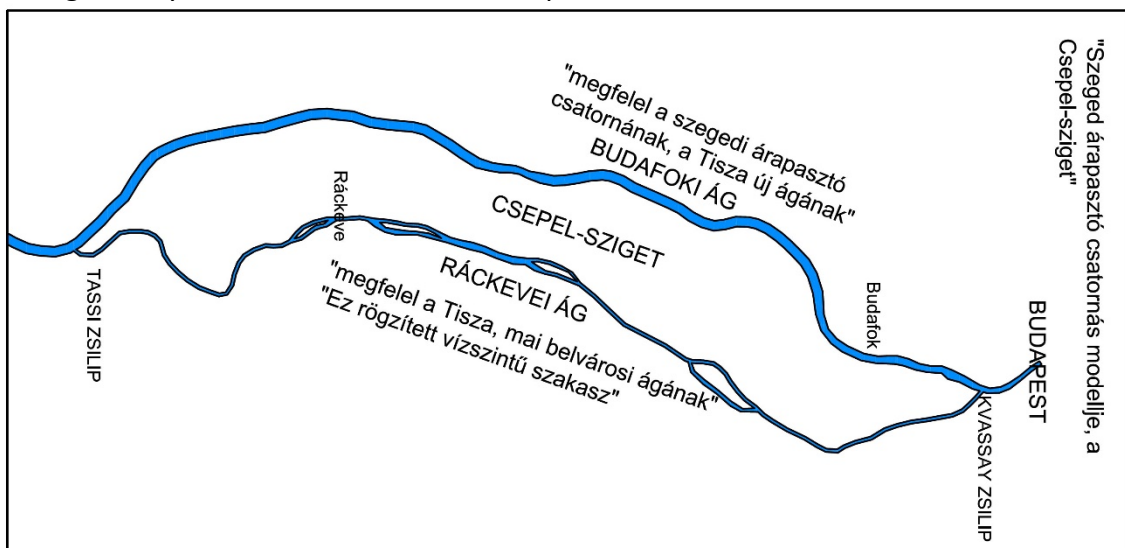 "Szeged árapasztó csatornás modellje, a
Csepel-sziget"
"megfelel a szegedi árapasztó
csatornának, a Tisza új ágának"
BUDAFOKI ÁG
CSEPEL-SZIGET
Ráckeve
RÁCKEVEI ÁG
"megfelel a Tisza, mai belvárosi ágának"
"Ez rögzített vízszintű szakasz"
TASSI ZSILIP
Budafok
BUDAPEST
KVASSAY ZSILIP